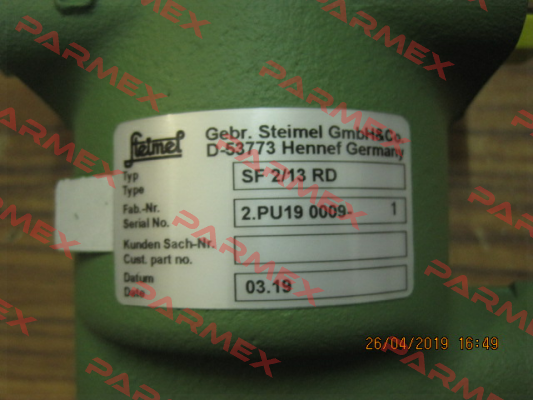 Steimel
Gebr. Steimel GmbH&Co.
D-53773 Hennef Germany
Typ
Type
SF 2/13 RD
Fab.-Nr.
Serial No.
2.PU19 0009- 1
Kunden Sach-Nr.
Cust. part no.
Datum
Date
03.19
26/04/2019 16:49
PARMEX
PARMEX
PARMEX
PARMEX
PARMEX
PARMEX
PARMEX